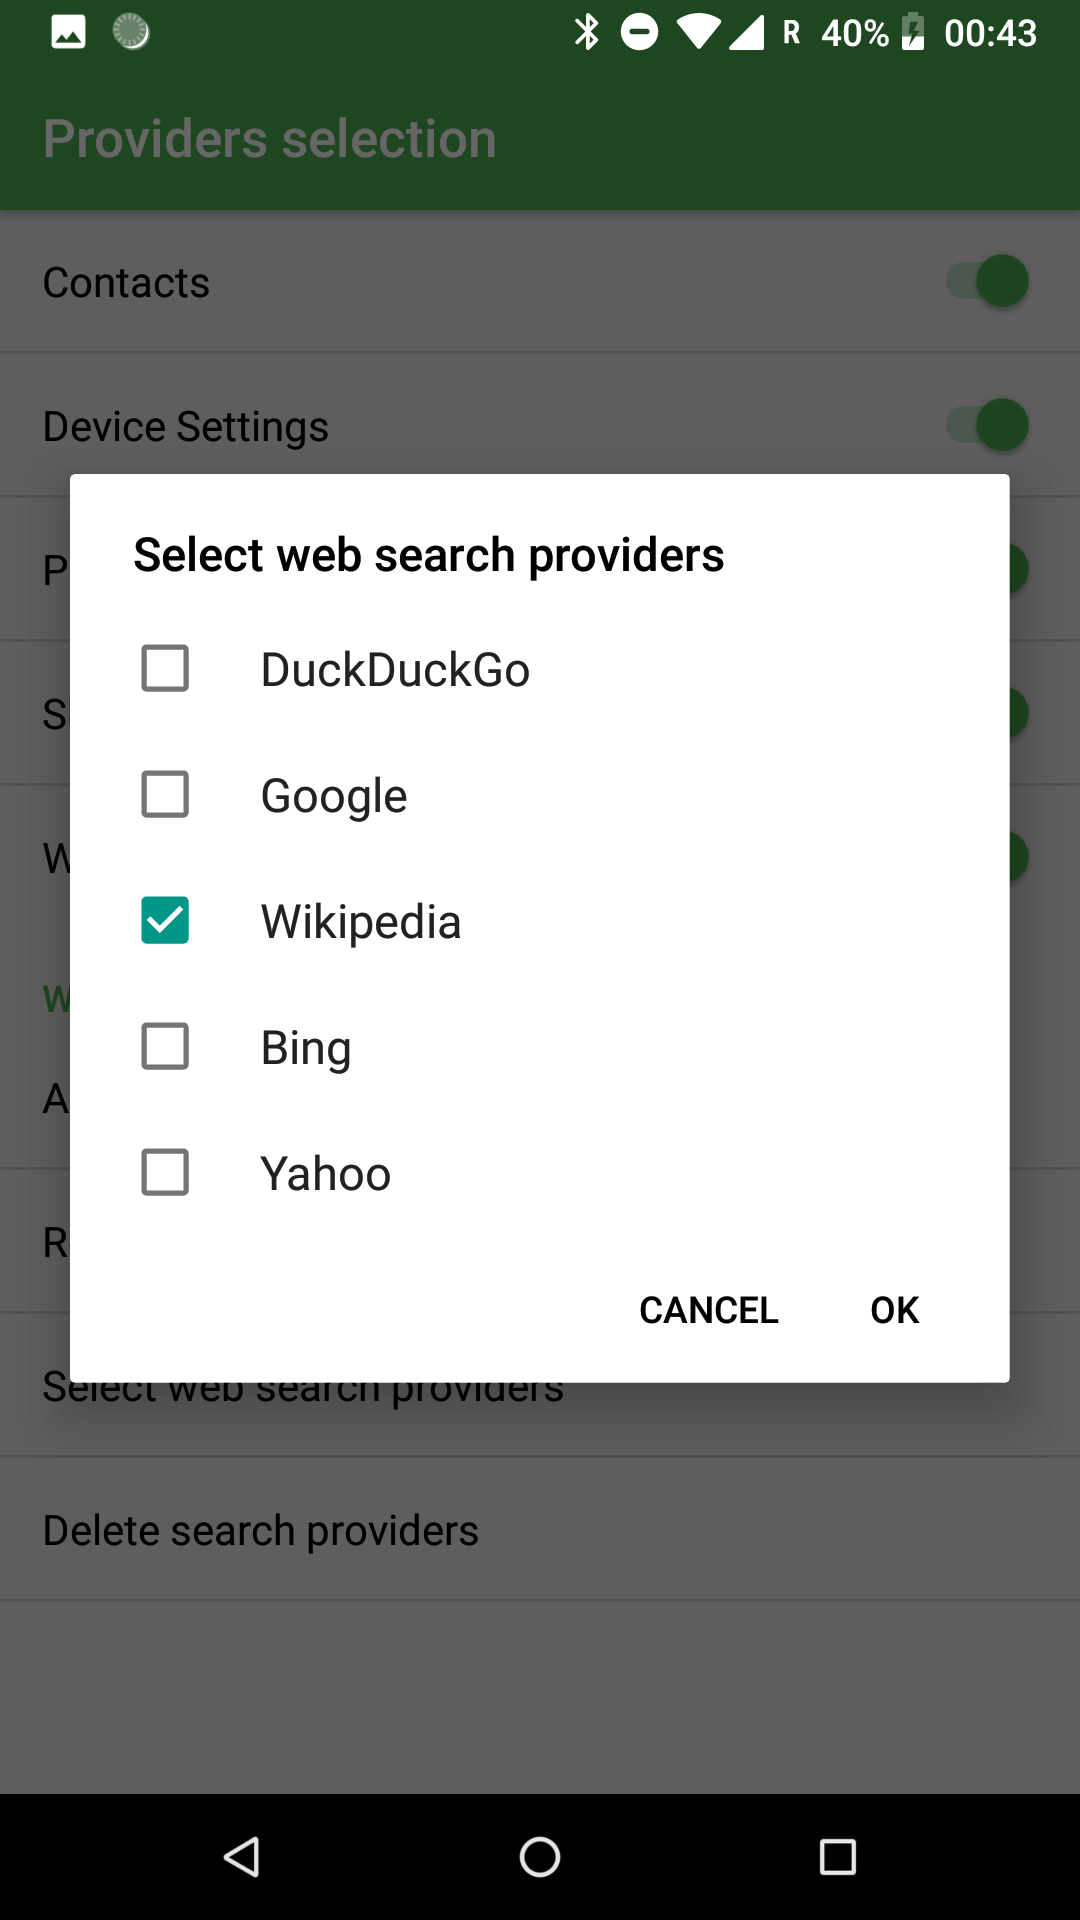 R 40% 00:43
Providers selection
Contacts
Device Settings
P
S
W
W
A
R
Select web search providers
DuckDuckGo
Google
Wikipedia
Bing
Yahoo
CANCEL OK
Select web search providers
Delete search providers